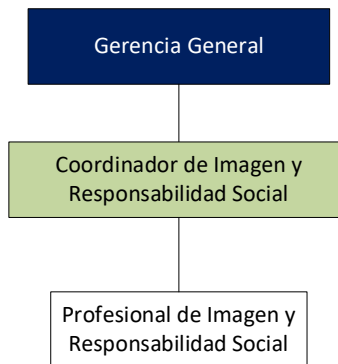 Gerencia General
Coordinador de Imagen y
Responsabilidad Social
Profesional de Imagen y
Responsabilidad Social